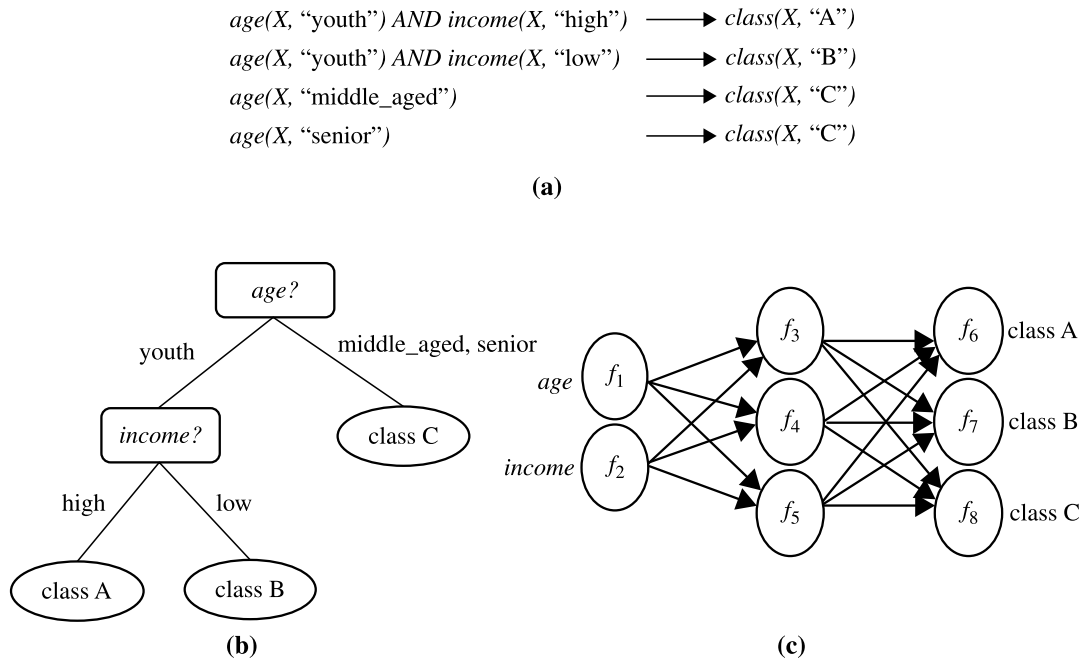 age(X, “youth”) AND income(X, “high”) class(X, “A”)
age(X, “youth”) AND income(X, “low”) class(X, “B”)
age(X, “middle_aged”) class(X, “C”)
age(X, “senior”) class(X, “C”)
(a)
age?
youth
middle_aged, senior
income?
class C
high
low
class A
class B
(b)
age
income
f1
f2
f3
f4
f5
f6
f7
f8
class A
class B
class C
(c)